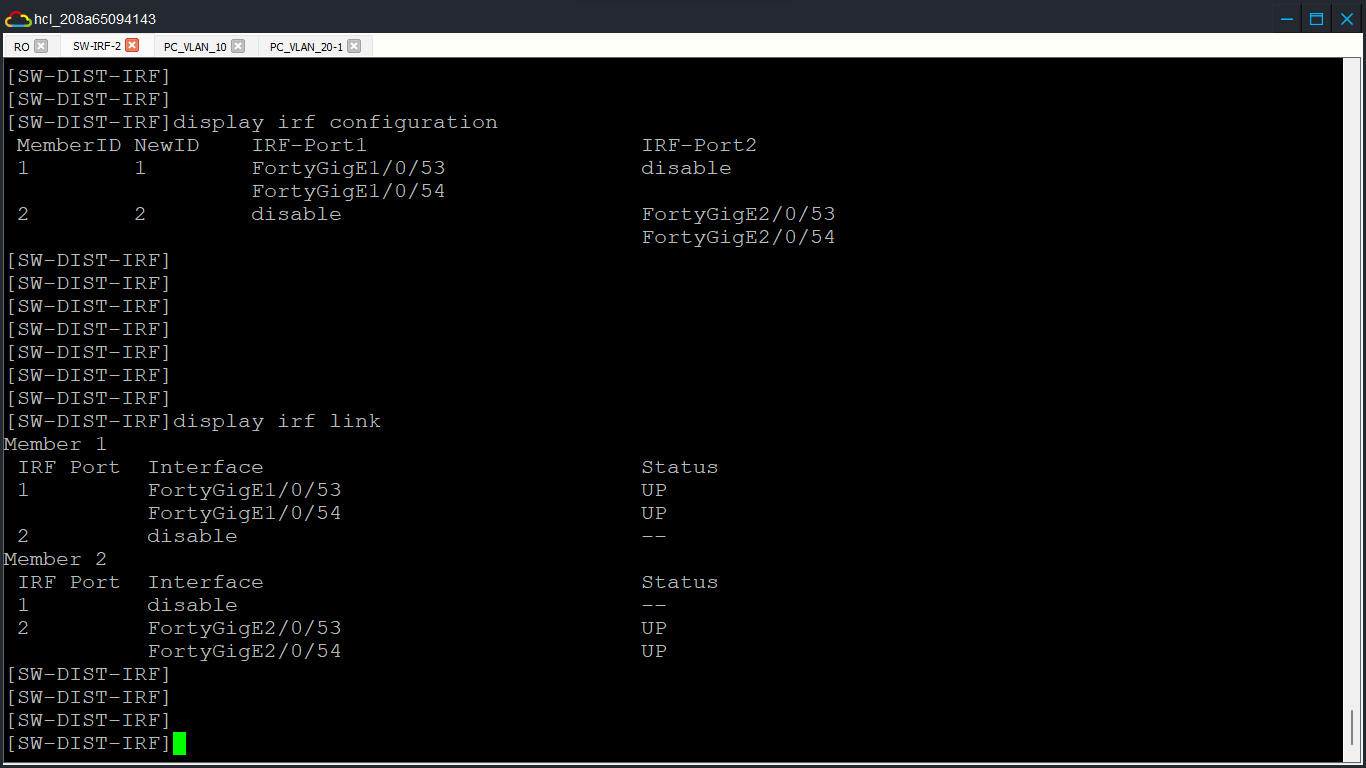 hcl_208a65094143
RO SW-IRF-2 PC_VLAN_10 PC_VLAN_20-1
[SW-DIST-IRF]
[SW-DIST-IRF]
[SW-DIST-IRF]display irf configuration
MemberID NewID IRF-Port1 IRF-Port2
1 1 FortyGigE1/0/53 disable
FortyGigE1/0/54
2 2 disable FortyGigE2/0/53
FortyGigE2/0/54
[SW-DIST-IRF]
[SW-DIST-IRF]
[SW-DIST-IRF]
[SW-DIST-IRF]
[SW-DIST-IRF]
[SW-DIST-IRF]
[SW-DIST-IRF]
[SW-DIST-IRF]display irf link
Member 1
IRF Port Interface Status
1 FortyGigE1/0/53 UP
FortyGigE1/0/54 UP
2 disable --
Member 2
IRF Port Interface Status
1 disable --
2 FortyGigE2/0/53 UP
FortyGigE2/0/54 UP
[SW-DIST-IRF]
[SW-DIST-IRF]
[SW-DIST-IRF]
[SW-DIST-IRF]